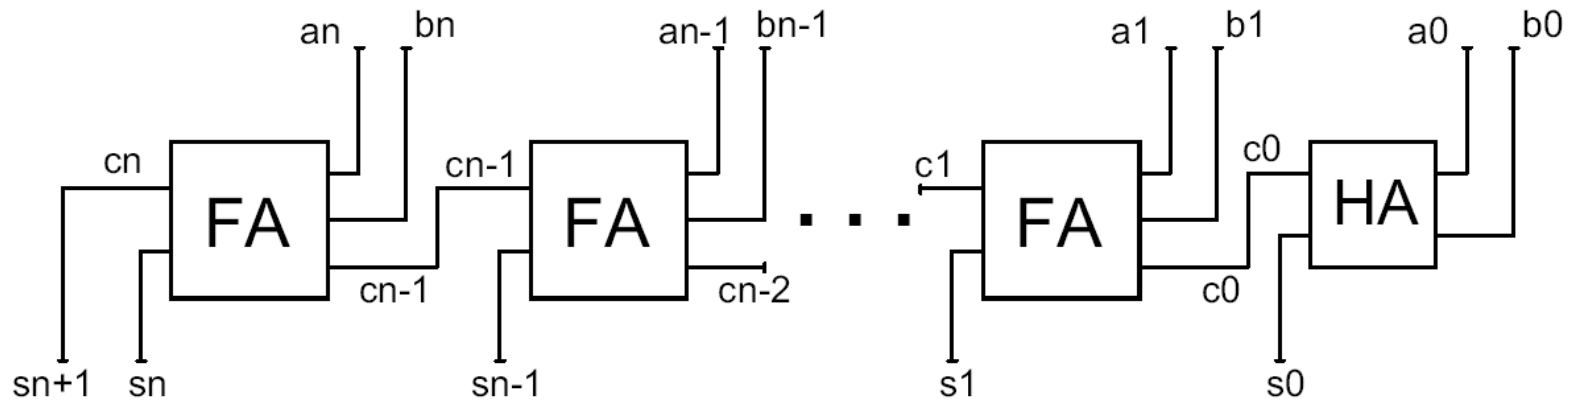 an bn an-1 bn-1 a1 b1 a0 b0
cn cn-1 c1 c0
FA FA FA HA
cn-1 cn-2 c0
sn+1 sn sn-1 s1 s0